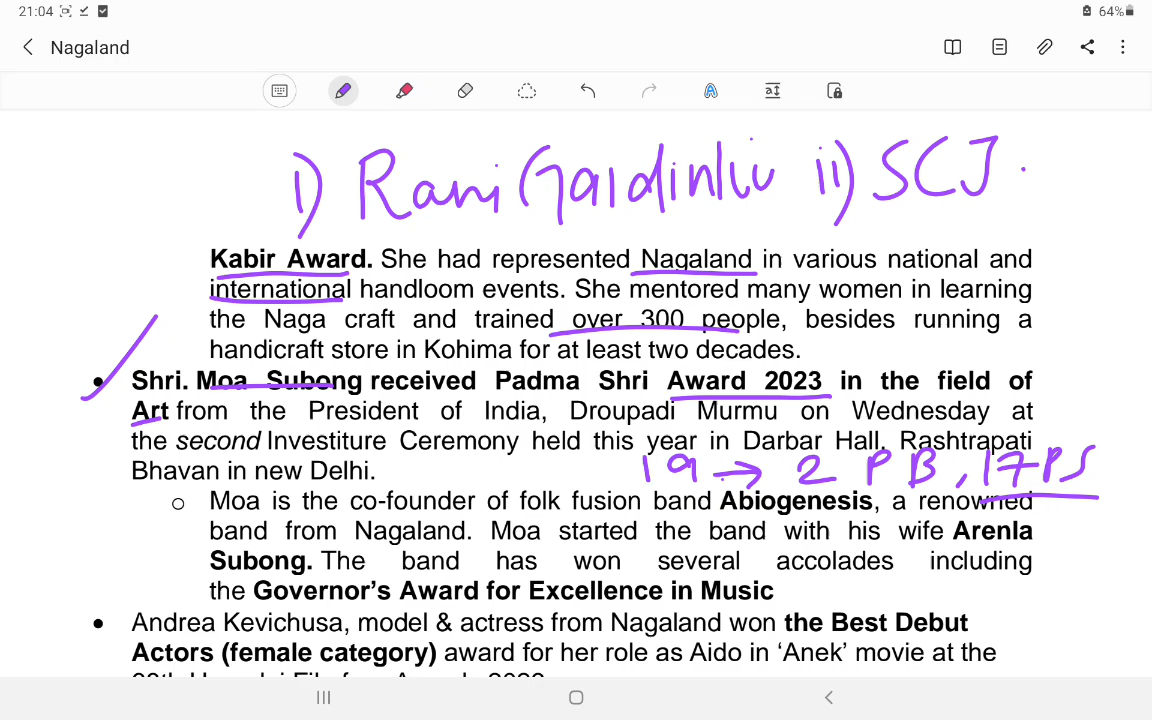 21:04 64%
Nagaland
i) Rani Gaidinliu ii) SCJ.
Kabir Award. She had represented Nagaland in various national and
international handloom events. She mentored many women in learning
the Naga craft and trained over 300 people, besides running a
handicraft store in Kohima for at least two decades.
• Shri. Moa Subong received Padma Shri Award 2023 in the field of
Art from the President of India, Droupadi Murmu on Wednesday at
the second Investiture Ceremony held this year in Darbar Hall, Rashtrapati
Bhavan in new Delhi.
19 → 2 PB, 17 PS
o Moa is the co-founder of folk fusion band Abiogenesis, a renowned
band from Nagaland. Moa started the band with his wife Arenla
Subong. The band has won several accolades including
the Governor's Award for Excellence in Music
• Andrea Kevichusa, model & actress from Nagaland won the Best Debut
Actors (female category) award for her role as Aido in ‘Anek’ movie at the